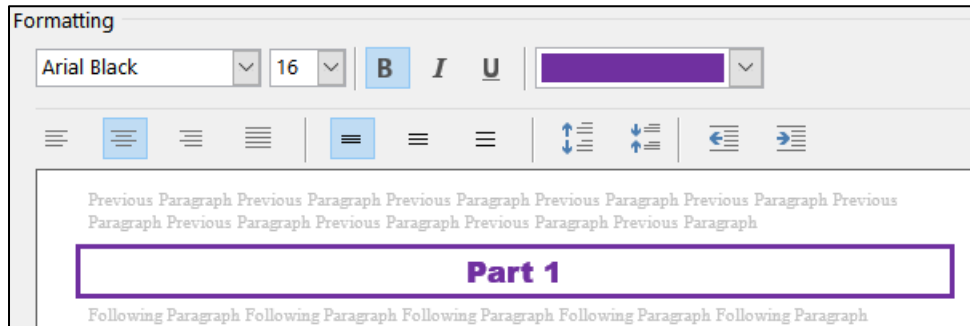 Formatting
Arial Black 16 B I U
Previous Paragraph Previous Paragraph Previous Paragraph Previous Paragraph Previous Paragraph Previous
Paragraph Previous Paragraph Previous Paragraph Previous Paragraph Previous Paragraph
Part 1
Following Paragraph Following Paragraph Following Paragraph Following Paragraph Following Paragraph